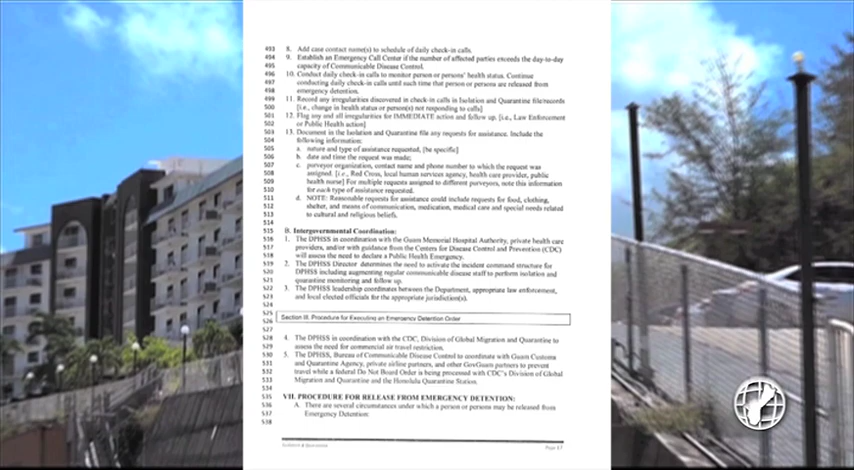 493 8. Add case contact name(s) to schedule of daily check-in calls.
494 9. Establish an Emergency Call Center if the number of affected parties exceeds the day-to-day
495 capacity of Communicable Disease Control.
496 10. Conduct daily check-in calls to monitor person or persons' health status. Continue
497 conducting daily check-in calls until such time that person or persons are released from
498 emergency detention.
499 11. Record any irregularities discovered in check-in calls in Isolation and Quarantine file/records
500 [i.e., change in health status or person(s) not responding to calls]
501 12. Flag any and all irregularities for IMMEDIATE action and follow up. [i.e., Law Enforcement
502 or Public Health action]
503 13. Document in the Isolation and Quarantine file any requests for assistance. Include the
504 following information:
505 a. nature and type of assistance requested, [be specific]
506 b. date and time the request was made;
507 c. purveyor organization, contact name and phone number to which the request was
508 assigned. [i.e., Red Cross, local human services agency, health care provider, public
509 health nurse] For multiple requests assigned to different purveyors, note this information
510 for each type of assistance requested.
511 d. NOTE: Reasonable requests for assistance could include requests for food, clothing,
512 shelter, and means of communication, medication, medical care and special needs related
513 to cultural and religious beliefs.
514
515 B. Intergovernmental Coordination:
516 1. The DPHSS in coordination with the Guam Memorial Hospital Authority, private health care
517 providers, and/or with guidance from the Centers for Disease Control and Prevention (CDC)
518 will assess the need to declare a Public Health Emergency.
519 2. The DPHSS Director determines the need to activate the incident command structure for
520 DPHSS including augmenting regular communicable disease staff to perform isolation and
521 quarantine monitoring and follow up.
522 3. The DPHSS leadership coordinates between the Department, appropriate law enforcement,
523 and local elected officials for the appropriate jurisdiction(s).
524
525
526 Section III. Procedure for Executing an Emergency Detention Order
527
528 4. The DPHSS in coordination with the CDC, Division of Global Migration and Quarantine to
529 assess the need for commercial air travel restriction.
530 5. The DPHSS, Bureau of Communicable Disease Control to coordinate with Guam Customs
531 and Quarantine Agency, private airline partners, and other GovGuam partners to prevent
532 travel while a federal Do Not Board Order is being processed with CDC's Division of Global
533 Migration and Quarantine and the Honolulu Quarantine Station.
534
535 VII. PROCEDURE FOR RELEASE FROM EMERGENCY DETENTION:
536 A. There are several circumstances under which a person or persons may be released from
537 Emergency Detention:
538
Isolation & Quarantine Page 17